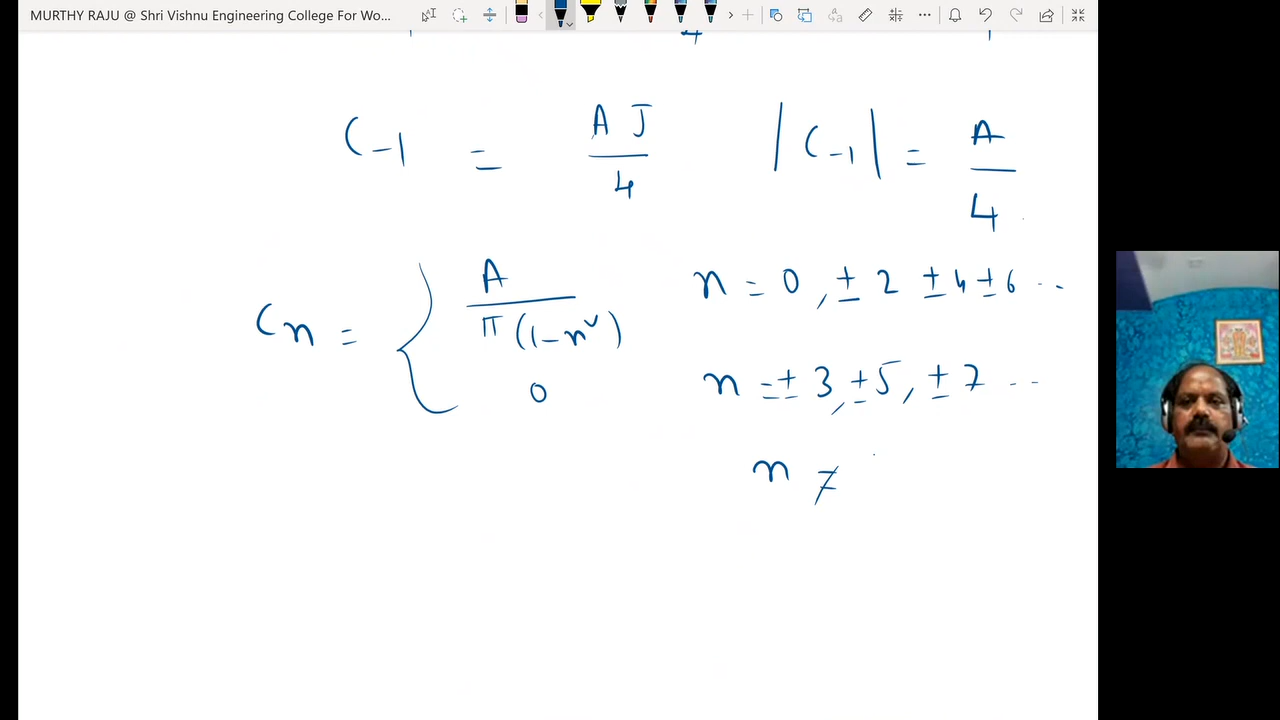 MURTHY RAJU @ Shri Vishnu Engineering College For Wo...
C-1 = AJ/4 |C-1| = A/4
Cn = { A/π(1-n²) n = 0, ±2 ±4 ±6 ..
0 n = ±3, ±5, ±7 ..
n ≠